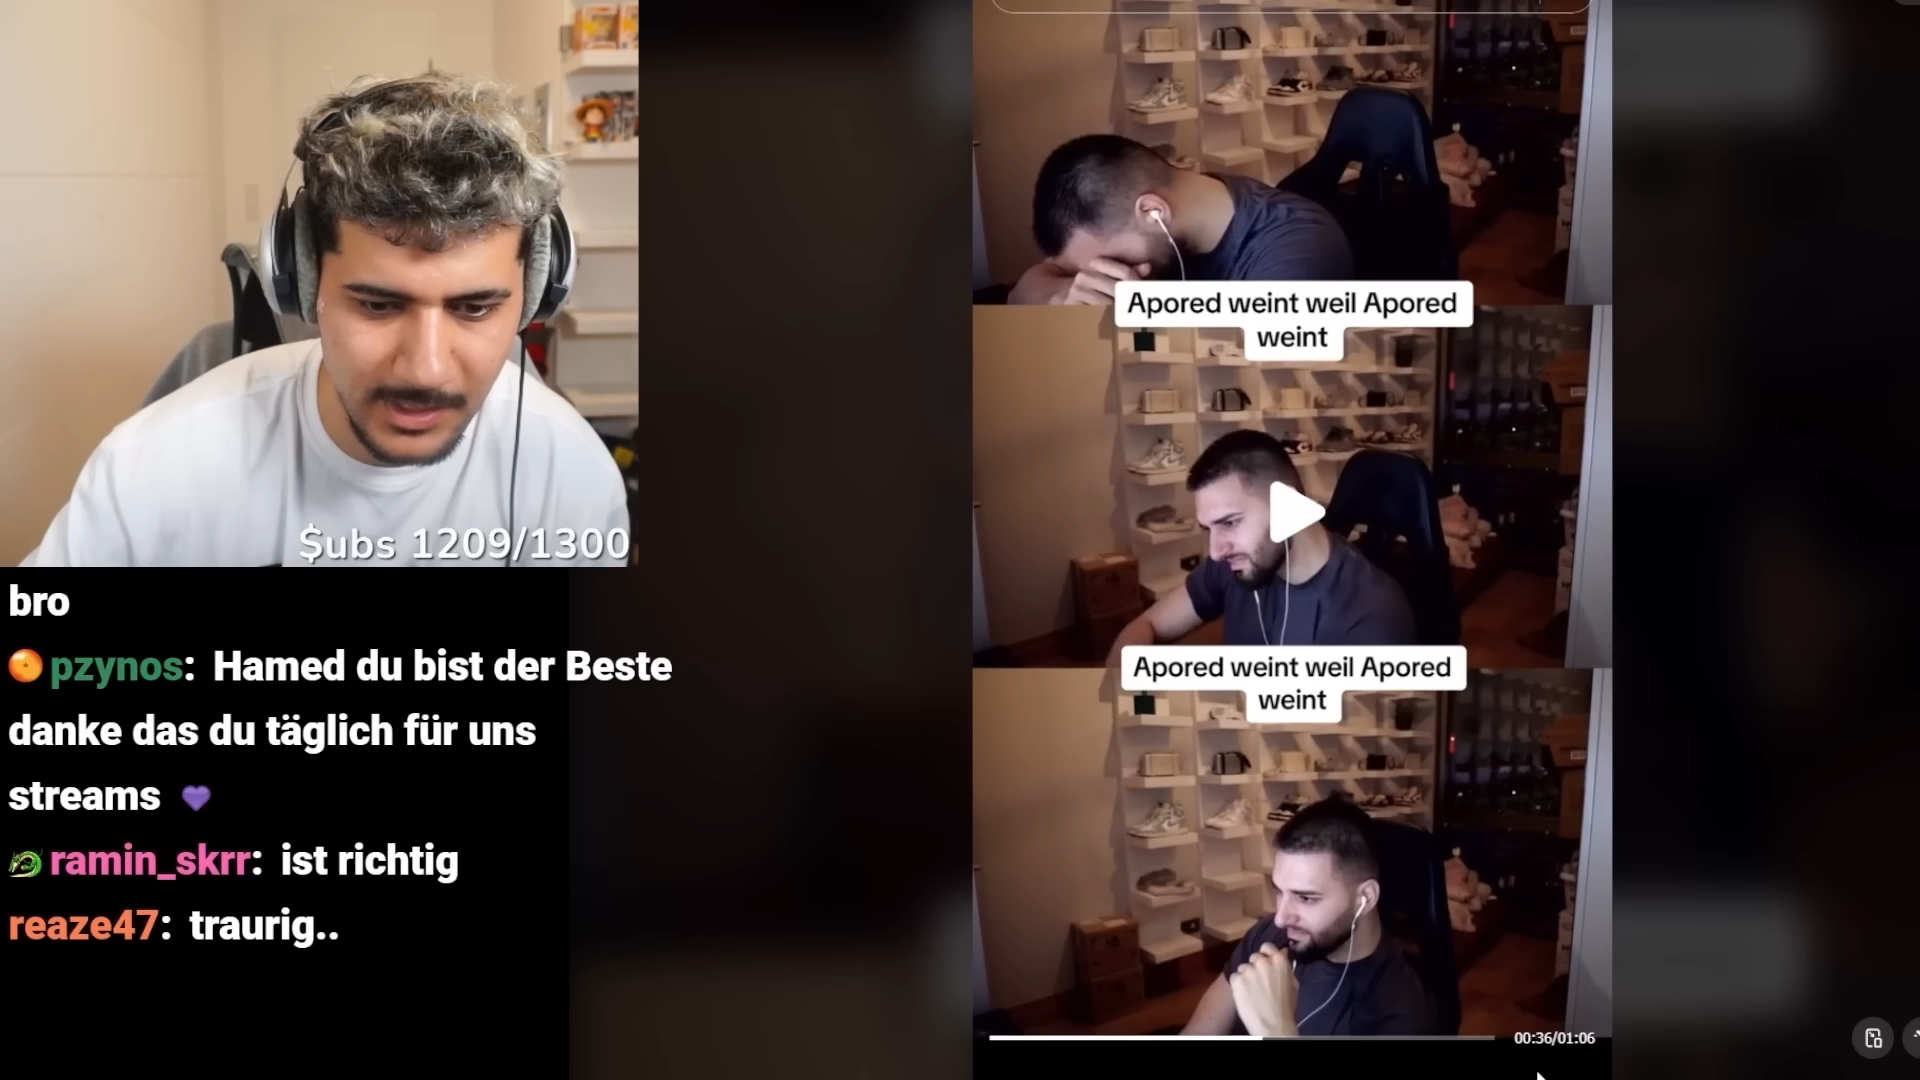 $ubs 1209/1300
bro
pzynos: Hamed du bist der Beste
danke das du täglich für uns
streams
ramin_skrr: ist richtig
reaze47: traurig..
Apored weint weil Apored
weint
Apored weint weil Apored
weint
00:36/01:06